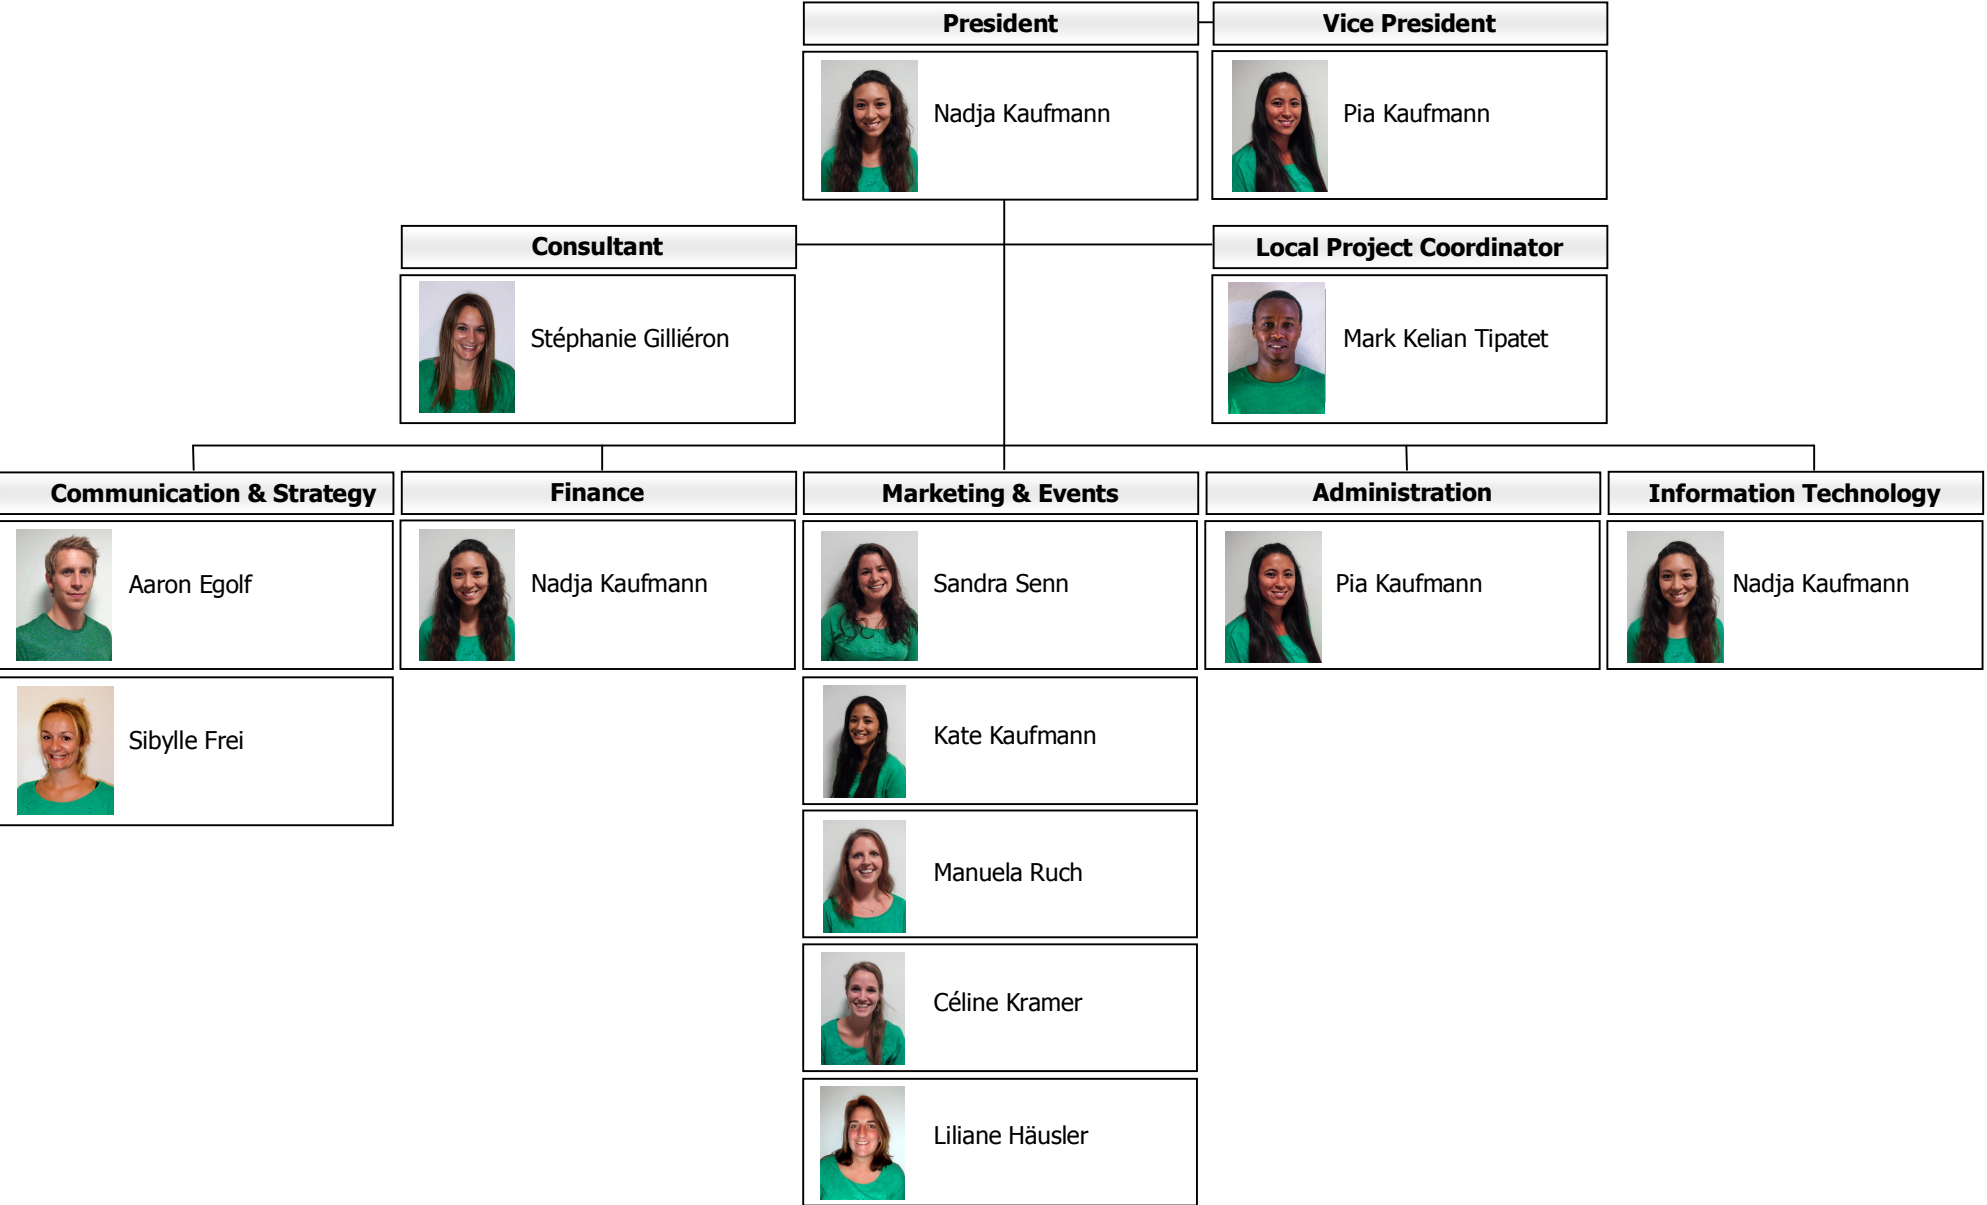 President
Vice President
Nadja Kaufmann
Pia Kaufmann
Consultant
Local Project Coordinator
Stéphanie Gilliéron
Mark Kelian Tipatet
Communication & Strategy
Finance
Marketing & Events
Administration
Information Technology
Aaron Egolf
Nadja Kaufmann
Sandra Senn
Pia Kaufmann
Nadja Kaufmann
Sibylle Frei
Kate Kaufmann
Manuela Ruch
Céline Kramer
Liliane Häusler